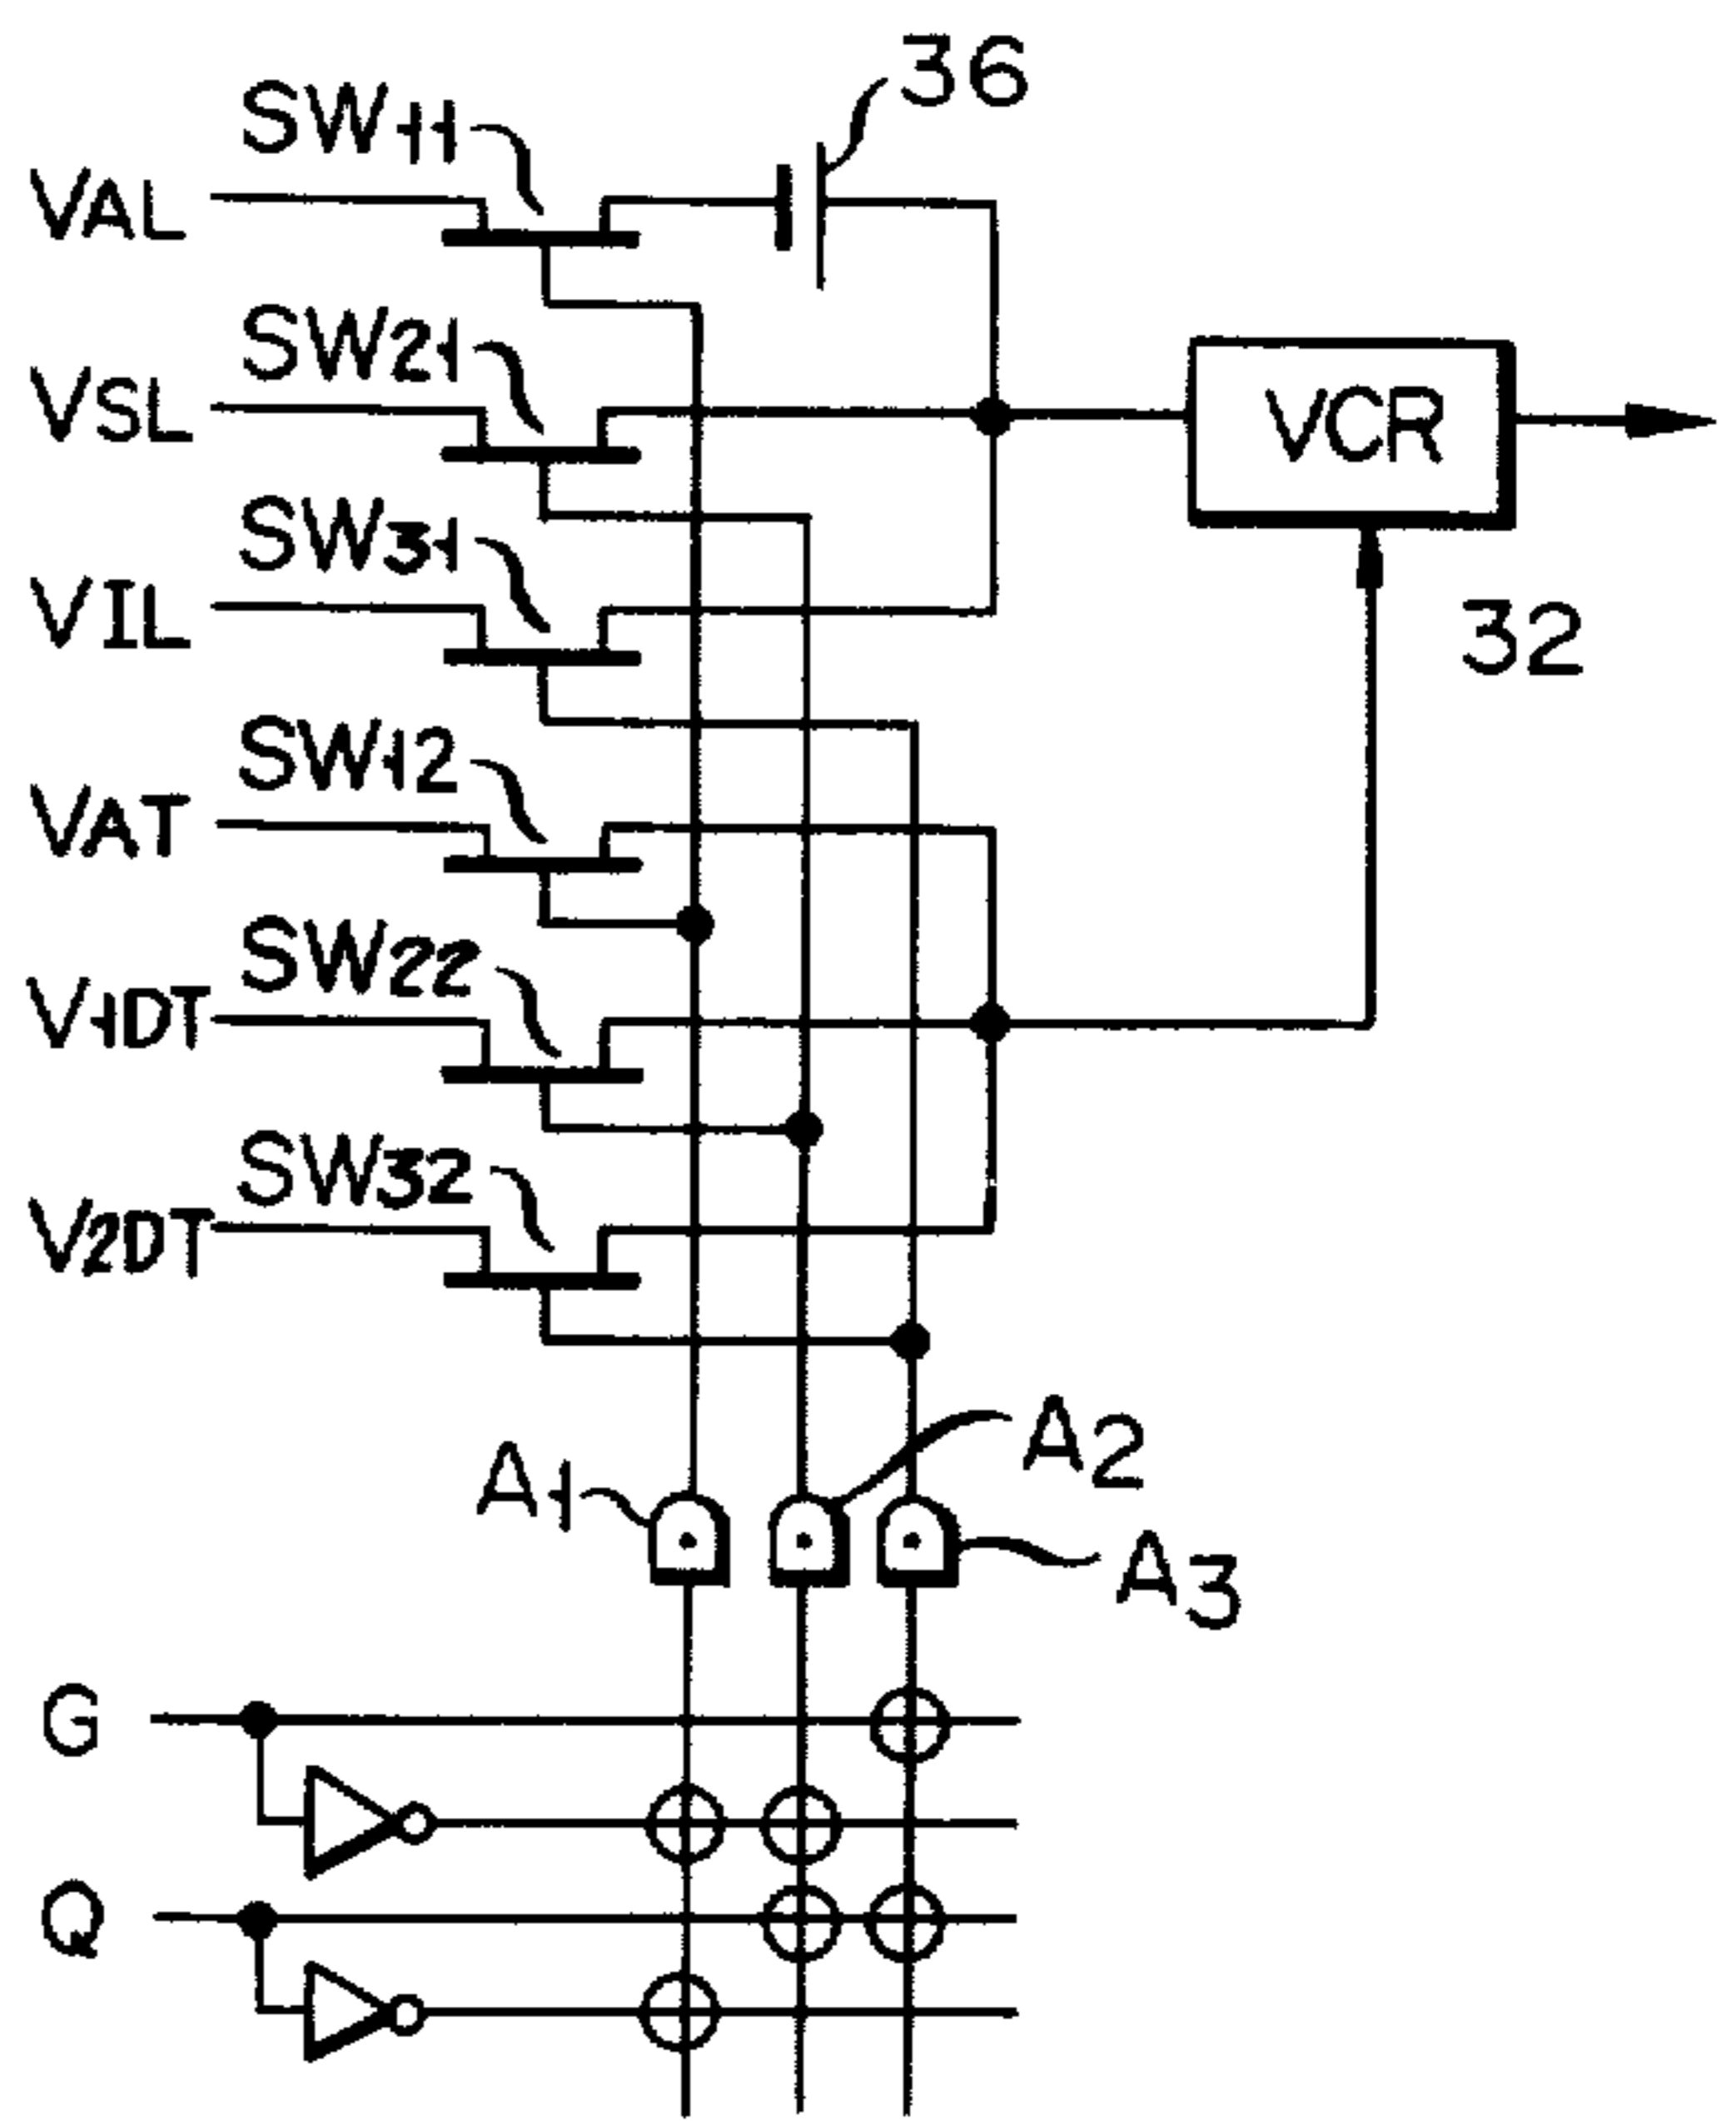 36
SW11
VAL
SW21
VSL
VCR
SW31
VIL
32
SW12
VAT
SW22
V1DT
SW32
V2DT
A1
A2
A3
G
Q